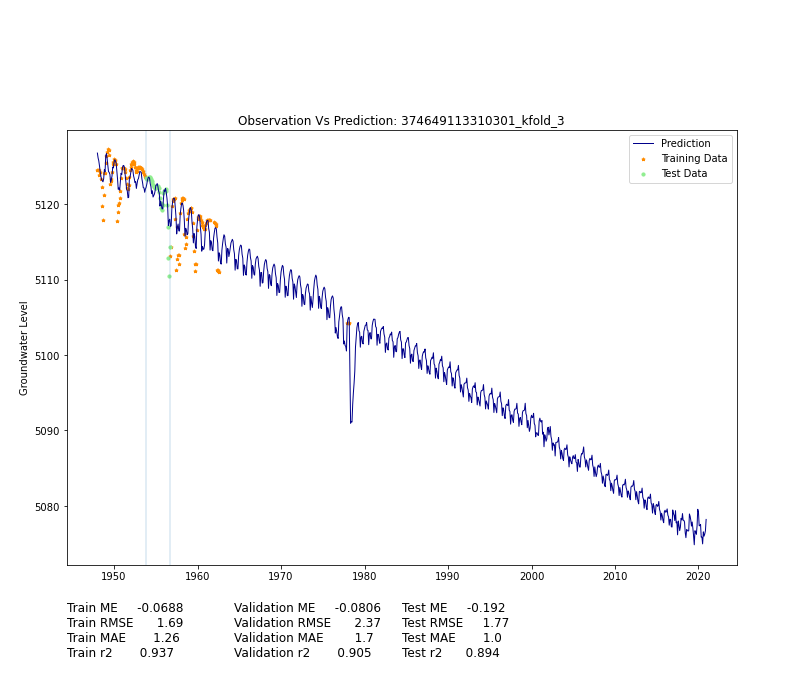 Observation Vs Prediction: 374649113310301_kfold_3
Prediction
Training Data
Test Data
Groundwater Level
5120
5110
5100
5090
5080
1950 1960 1970 1980 1990 2000 2010 2020
Train ME -0.0688 Validation ME -0.0806 Test ME -0.192
Train RMSE 1.69 Validation RMSE 2.37 Test RMSE 1.77
Train MAE 1.26 Validation MAE 1.7 Test MAE 1.0
Train r2 0.937 Validation r2 0.905 Test r2 0.894